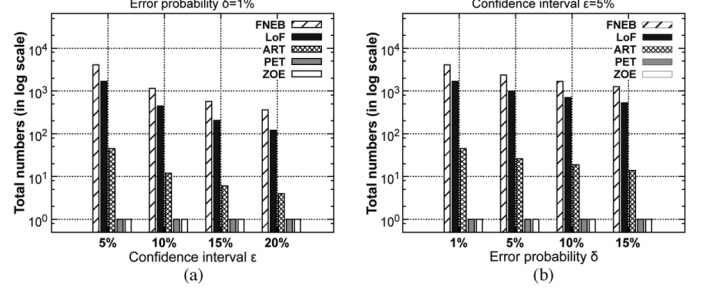 Error probability δ=1%
Total numbers (in log scale)
10^4
10^3
10^2
10^1
10^0
FNEB
LoF
ART
PET
ZOE
5% 10% 15% 20%
Confidence interval ε
(a)
Confidence interval ε=5%
Total numbers (in log scale)
10^4
10^3
10^2
10^1
10^0
FNEB
LoF
ART
PET
ZOE
1% 5% 10% 15%
Error probability δ
(b)